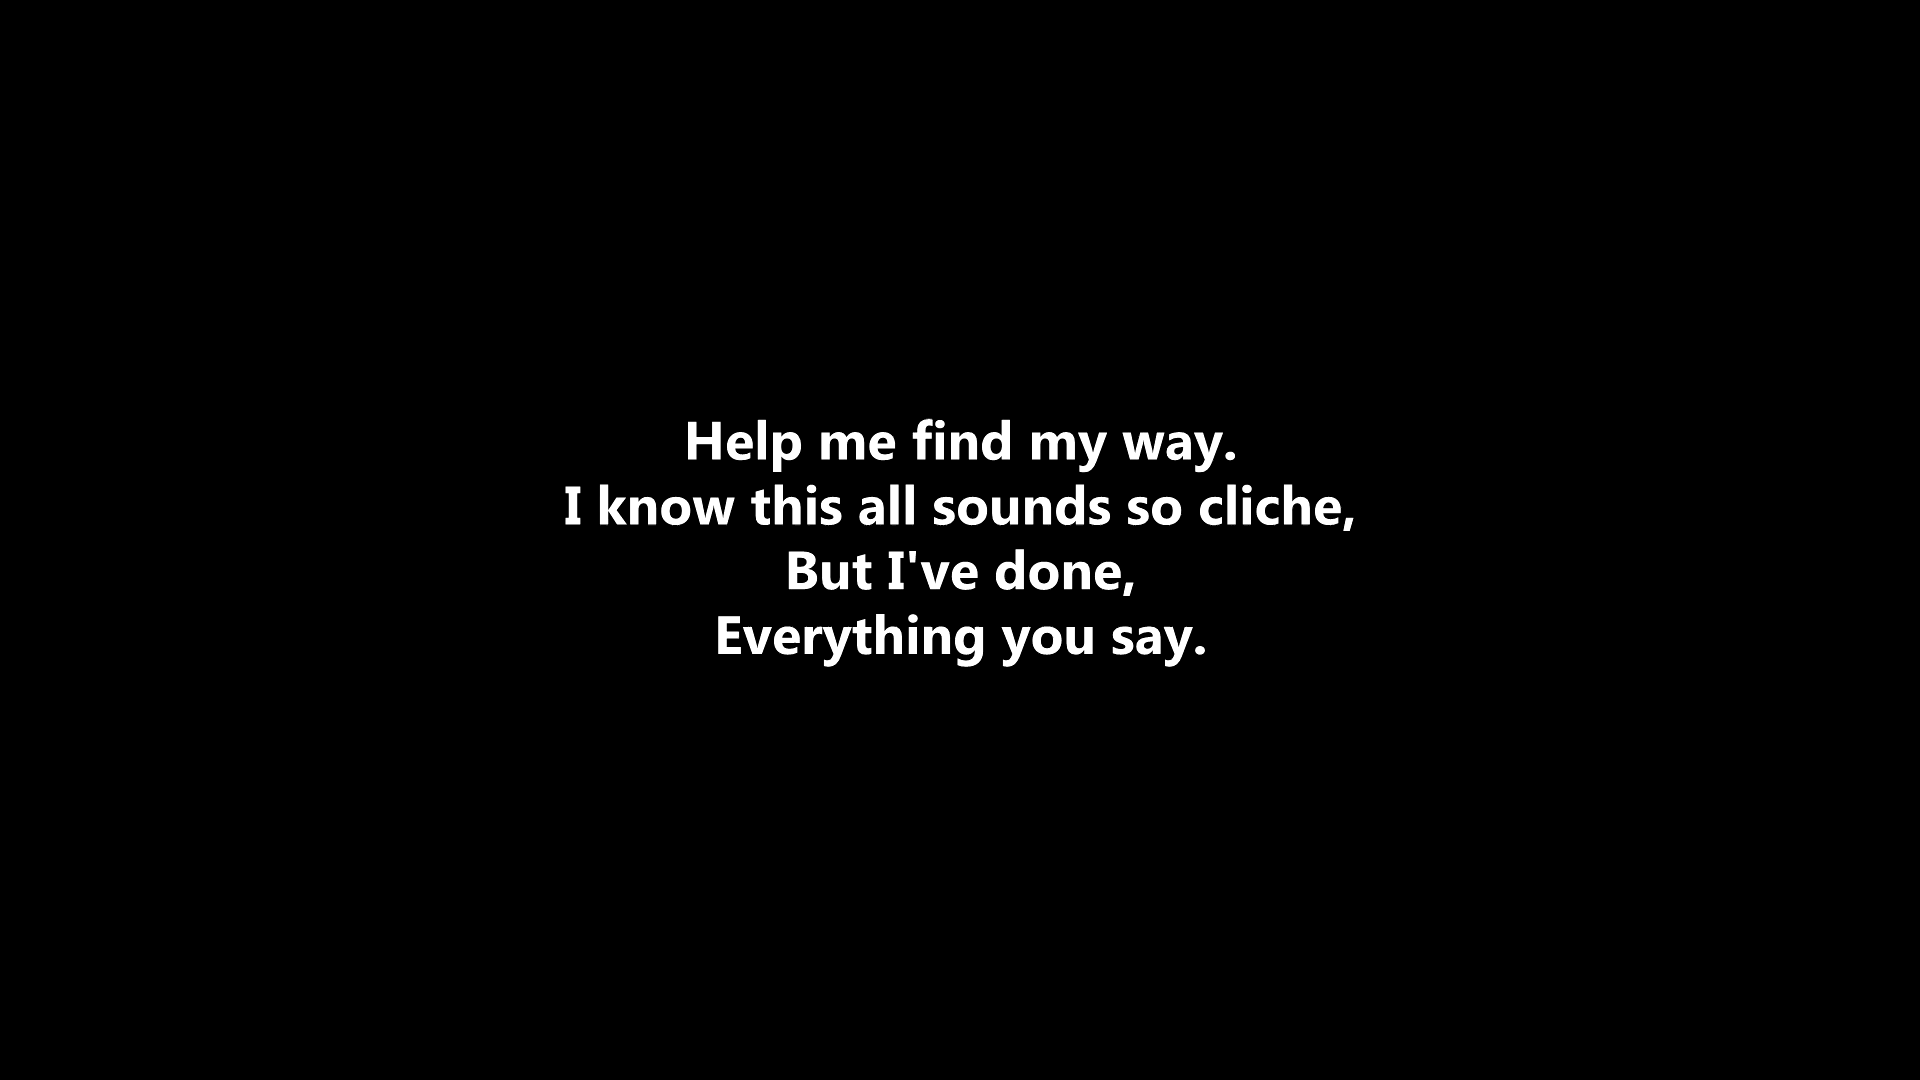 Help me find my way.
I know this all sounds so cliche,
But I've done,
Everything you say.